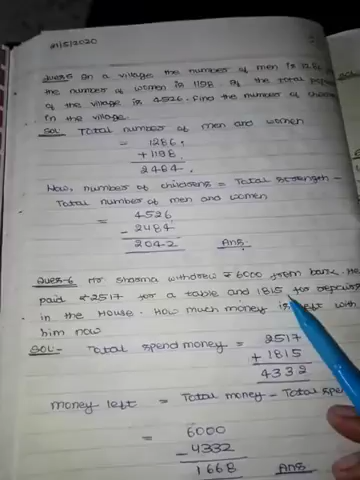 01/5/2020
Ques5 In a village the number of men is 1286
the number of women is 1198. If the total
of the village is 4526. find the number of
in the village.
Sol: Total number of men and women
= 1286
+ 1198
2484
Now, number of childrens = Total strength -
Total number of men and women
= 4526
- 2484
2042 Ans
Ques-6 Mr sharma withdrew ₹ 6000 from bank. He
paid ₹ 2517 for a table and 1815 for repairs
in the House. How much money is left with
him now
Sol:- Total spend money = 2517
+ 1815
4332
Money left = Total money - Total
= 6000
- 4332
1668 Ans